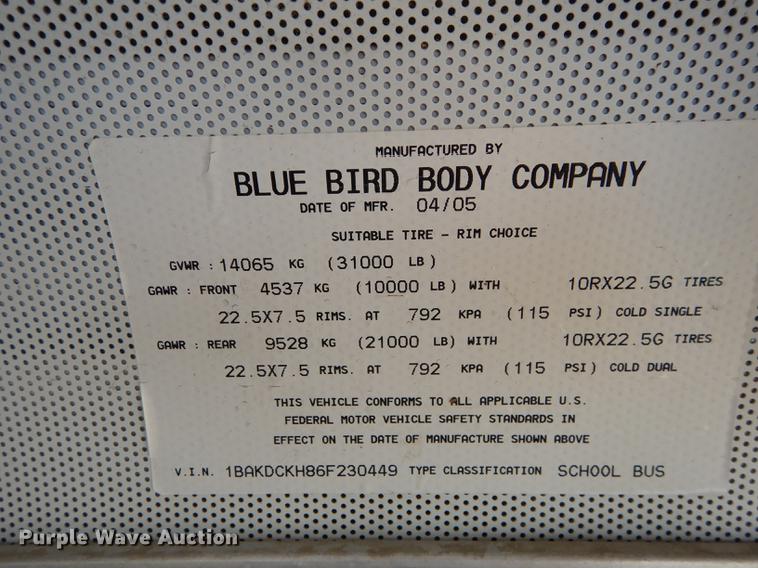 MANUFACTURED BY
BLUE BIRD BODY COMPANY
DATE OF MFR. 04/05
SUITABLE TIRE - RIM CHOICE
GVWR : 14065 KG (31000 LB)
GAWR : FRONT 4537 KG (10000 LB) WITH 10RX22.5G TIRES
22.5X7.5 RIMS. AT 792 KPA (115 PSI) COLD SINGLE
GAWR : REAR 9528 KG (21000 LB) WITH 10RX22.5G TIRES
22.5X7.5 RIMS. AT 792 KPA (115 PSI) COLD DUAL
THIS VEHICLE CONFORMS TO ALL APPLICABLE U.S.
FEDERAL MOTOR VEHICLE SAFETY STANDARDS IN
EFFECT ON THE DATE OF MANUFACTURE SHOWN ABOVE
V.I.N. 1BAKDCKH86F230449 TYPE CLASSIFICATION SCHOOL BUS
Purple Wave Auction